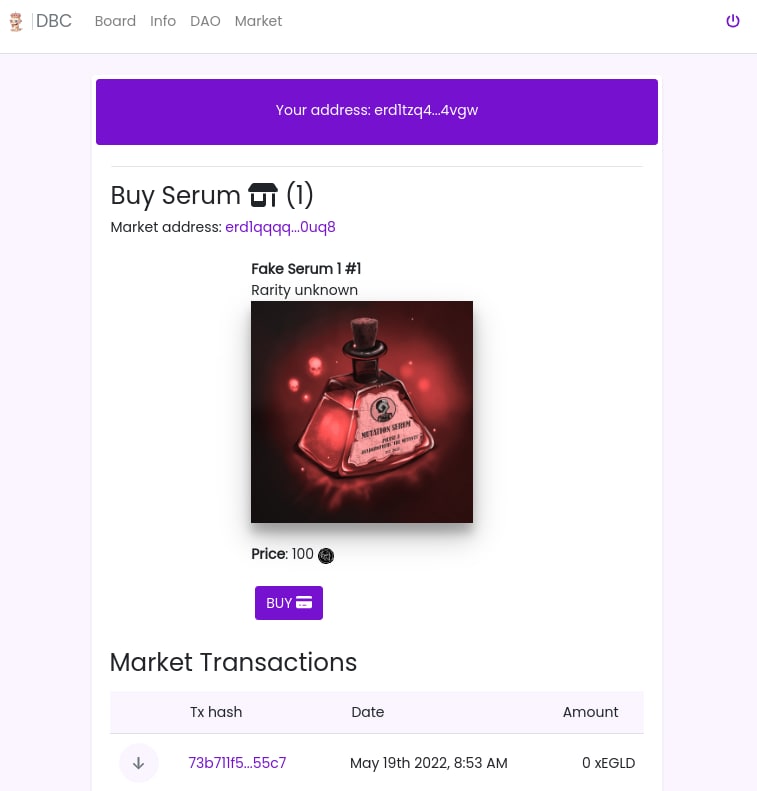 DBC Board Info DAO Market
Your address: erd1tzq4...4vgw
Buy Serum (1)
Market address: erd1qqqq...0uq8
Fake Serum 1 #1
Rarity unknown
MUTATION SERUM
Price: 100
BUY
Market Transactions
Tx hash Date Amount
73b711f5...55c7 May 19th 2022, 8:53 AM 0 xEGLD